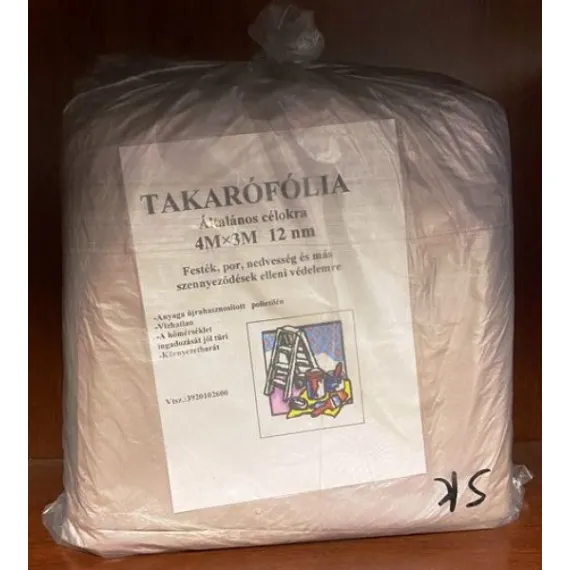 TAKARÓFÓLIA
Általános célokra
4M×3M 12 nm
Festék, por, nedvesség és más
szennyeződések elleni védelemre
-Anyaga újrahasznosított polietilén
-Vízhatlan
-A hőmérséklet
ingadozását jól tűri
-Környezetbarát
Vtsz.:3920102600
SK